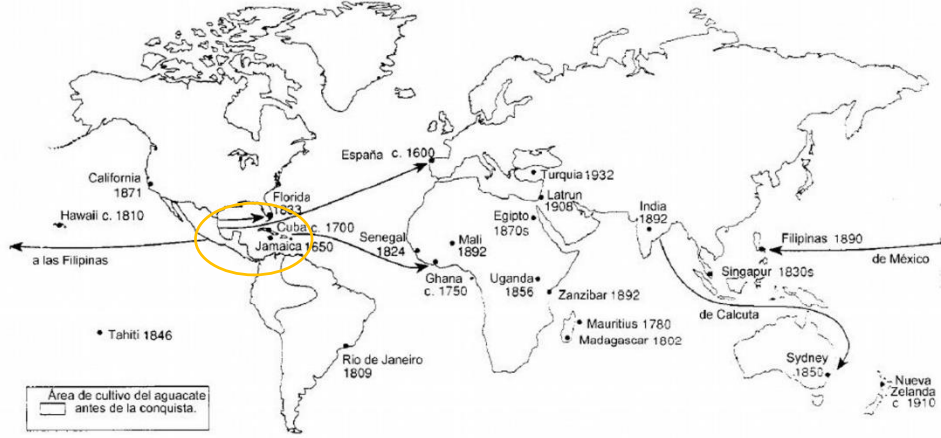 España c. 1600
Turquia 1932
California
1871
Florida
1833
Latrun
1908
India
1892
Hawaii c. 1810
Cuba c. 1700
Egipto
1870s
Jamaica 1650
Senegal
1824
Mali
1892
Filipinas 1890
a las Filipinas
de México
Ghana
c. 1750
Uganda
1856
Singapur 1830s
Zanzibar 1892
de Calcuta
Mauritius 1780
Tahiti 1846
Madagascar 1802
Rio de Janeiro
1809
Sydney
1850
Nueva
Zelanda
c 1910
Área de cultivo del aguacate
antes de la conquista.